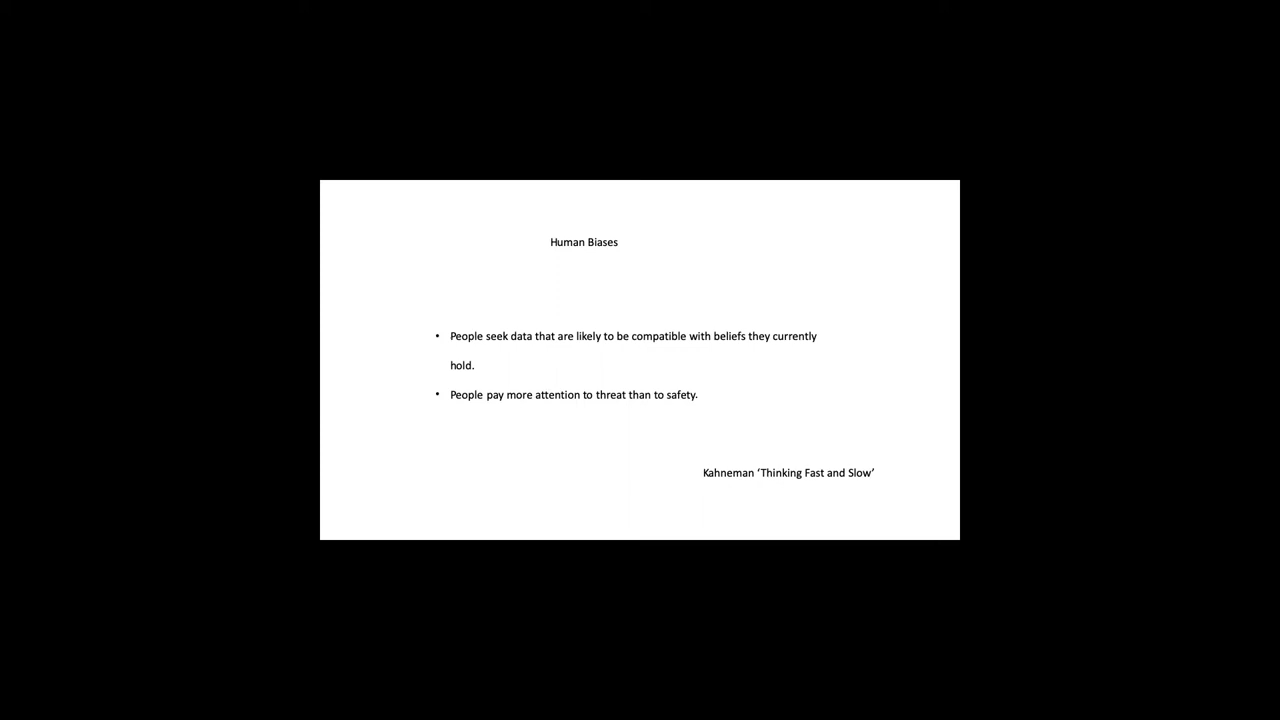 Human Biases
• People seek data that are likely to be compatible with beliefs they currently
hold.
• People pay more attention to threat than to safety.
Kahneman ‘Thinking Fast and Slow’